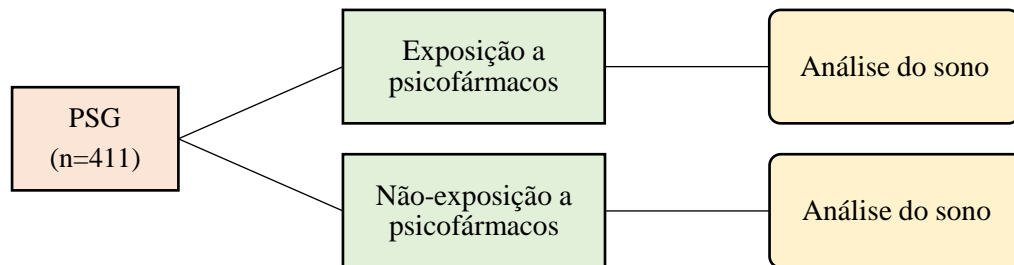 PSG
(n=411)
Exposição a
psicofármacos
Análise do sono
Não-exposição a
psicofármacos
Análise do sono